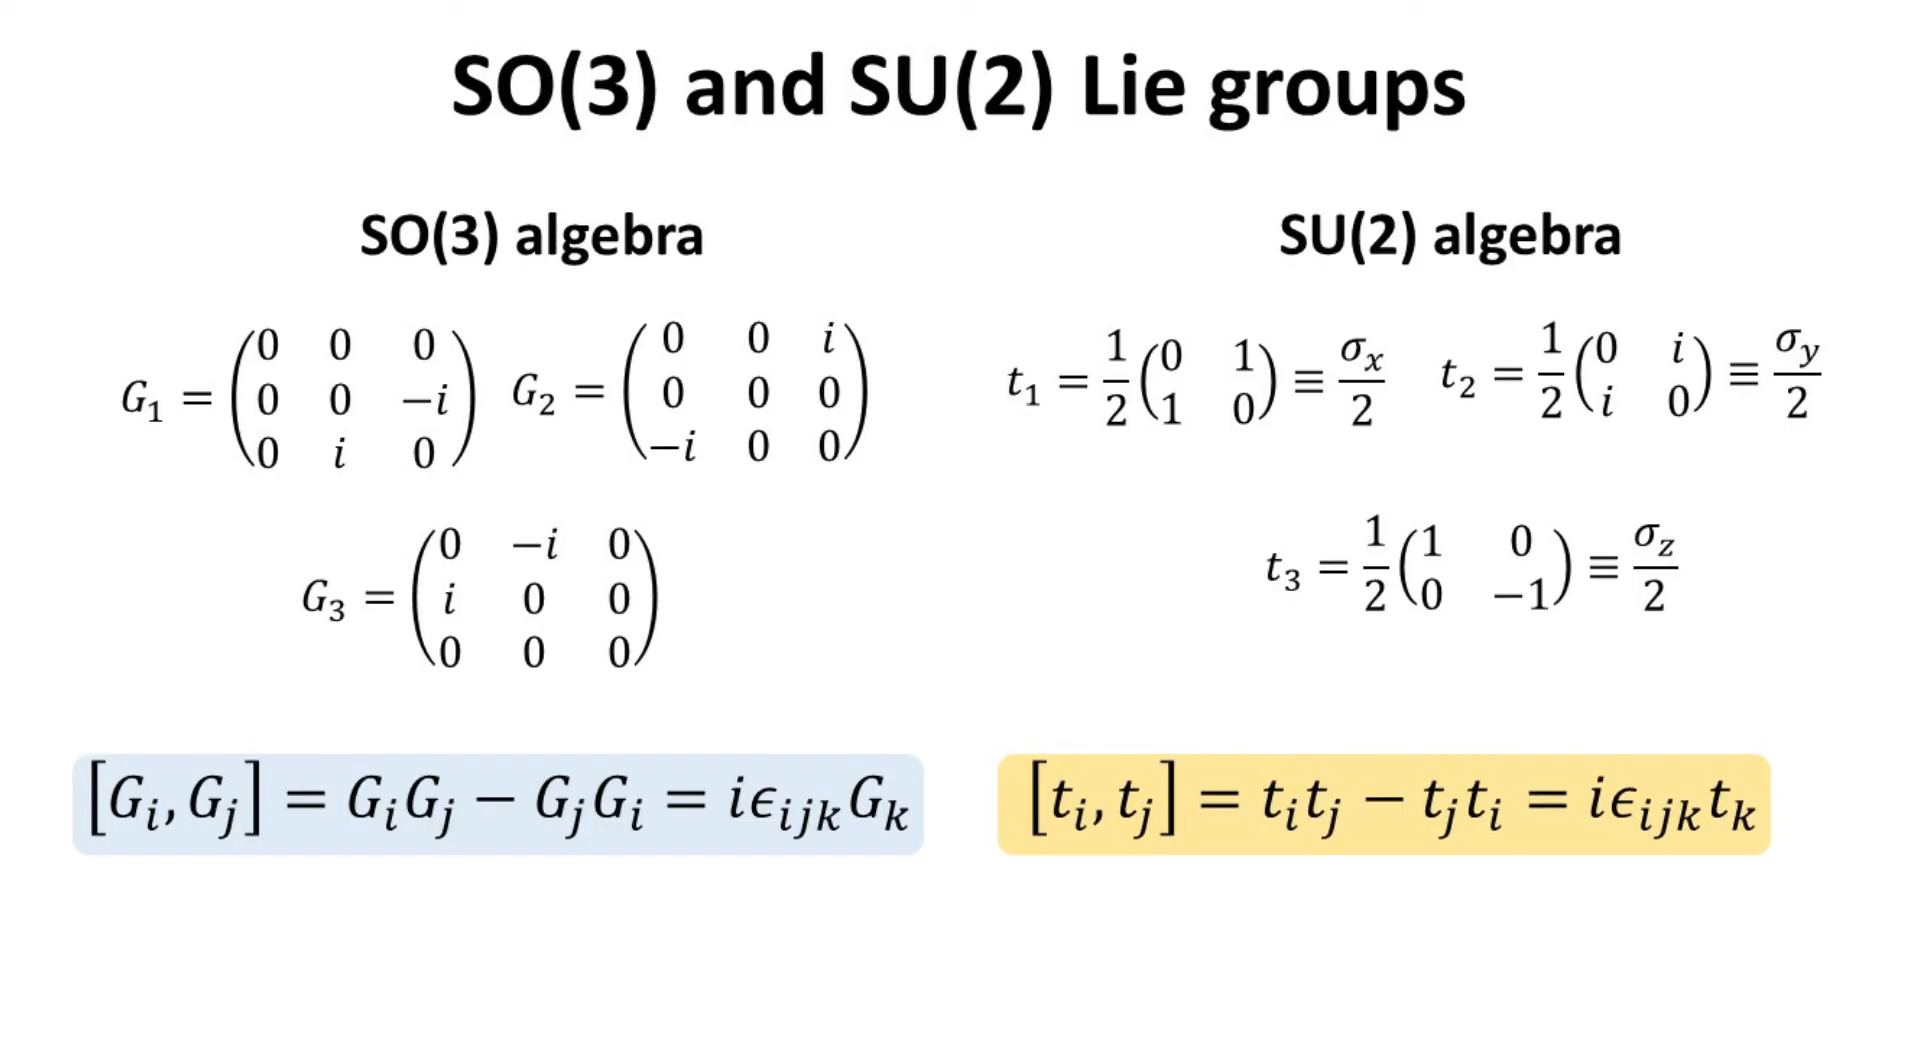 SO(3) and SU(2) Lie groups
SO(3) algebra
G₁ = (0 0 0; 0 0 −i; 0 i 0) G₂ = (0 0 i; 0 0 0; −i 0 0)
G₃ = (0 −i 0; i 0 0; 0 0 0)
[Gᵢ, Gⱼ] = GᵢGⱼ − GⱼGᵢ = iϵᵢⱼₖGₖ
SU(2) algebra
t₁ = 1/2 (0 1; 1 0) ≡ σₓ/2 t₂ = 1/2 (0 i; i 0) ≡ σ_y/2
t₃ = 1/2 (1 0; 0 −1) ≡ σ_z/2
[tᵢ, tⱼ] = tᵢtⱼ − tⱼtᵢ = iϵᵢⱼₖtₖ